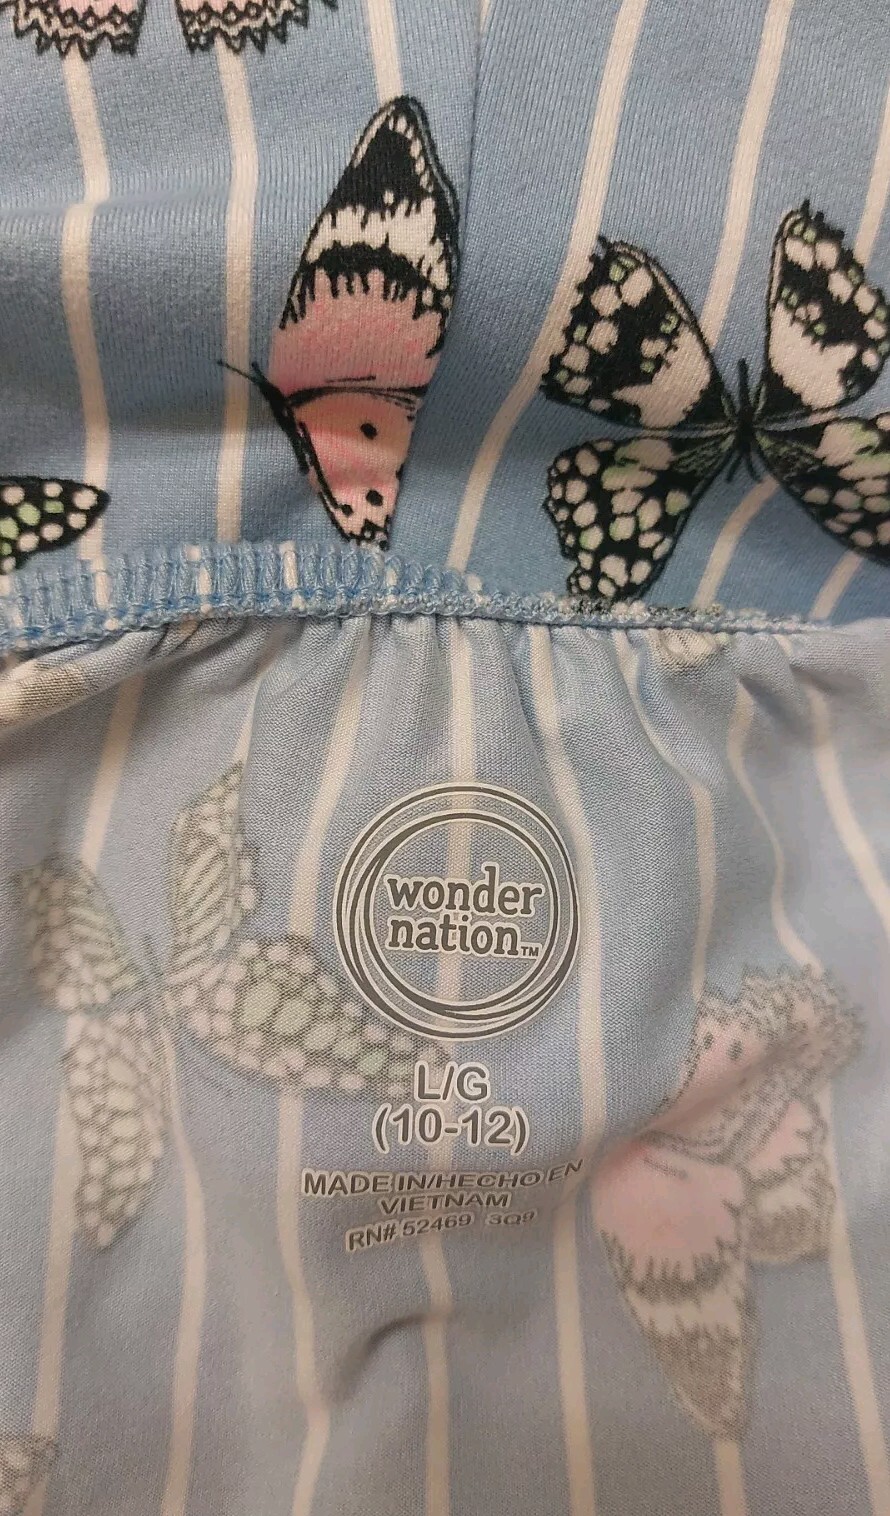 wonder
nation™
L/G
(10-12)
MADE IN/HECHO EN
VIETNAM
RN# 52469 3Q9